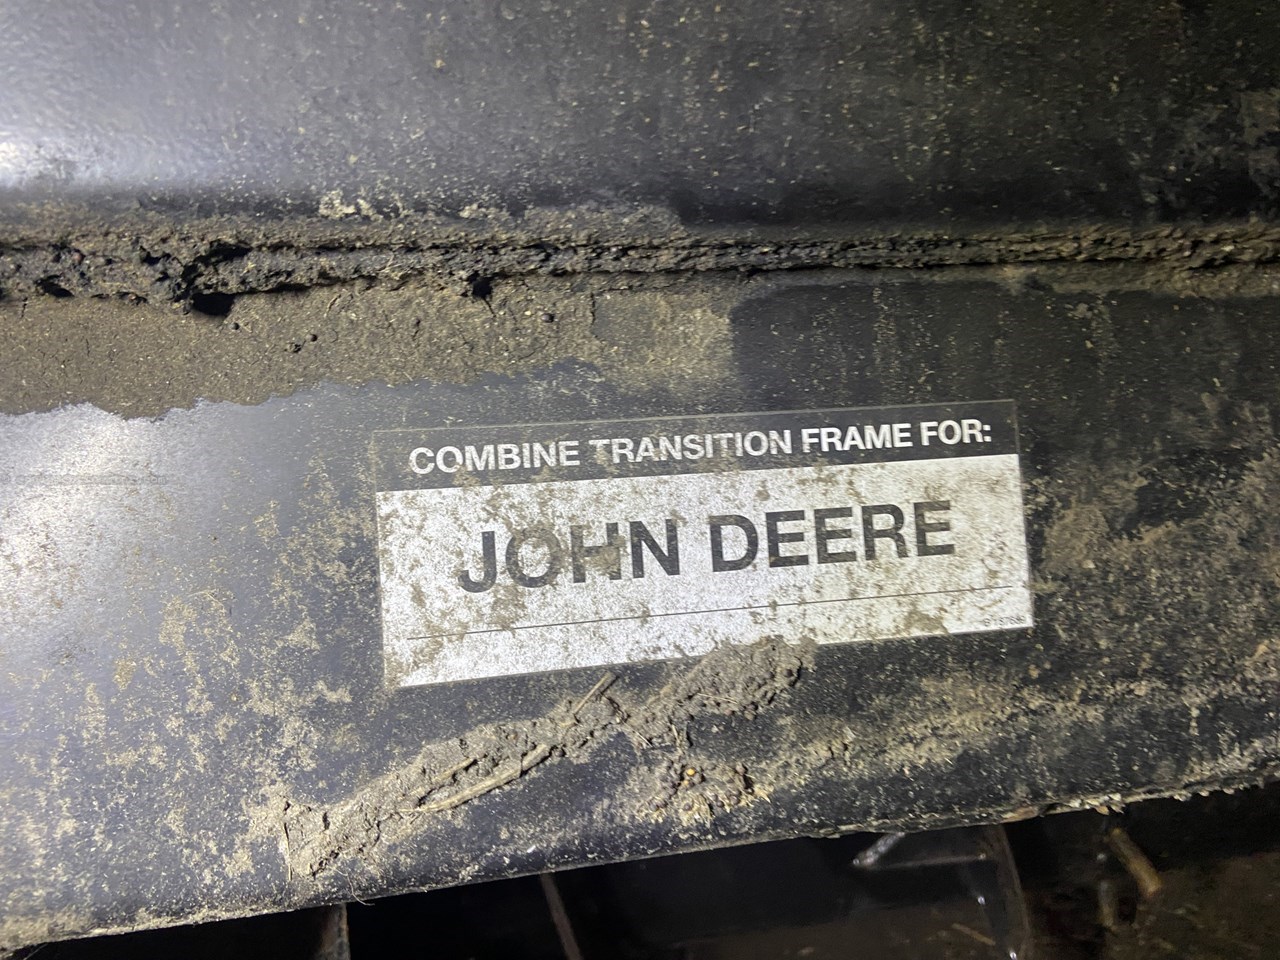 COMBINE TRANSITION FRAME FOR:
JOHN DEERE